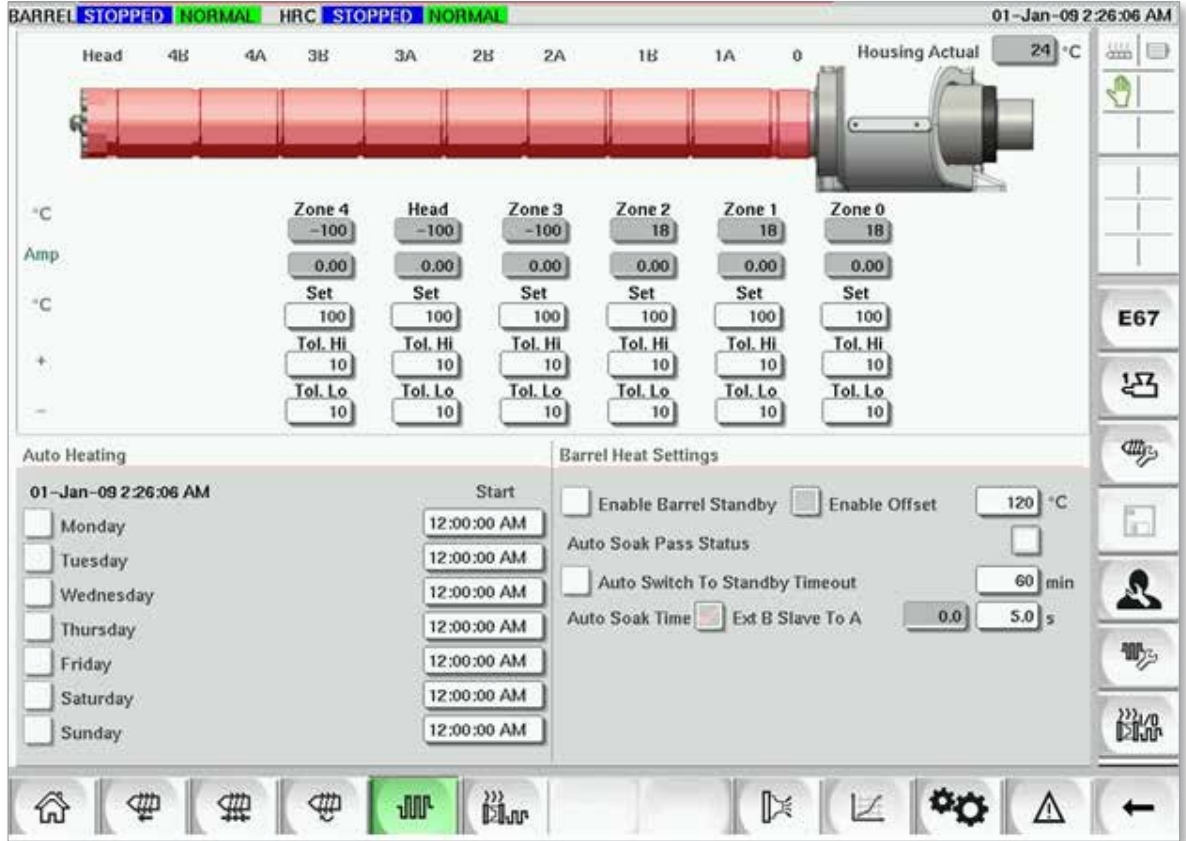 BARREL STOPPED NORMAL HRC STOPPED NORMAL 01-Jan-09 2:26:06 AM
Head 4B 4A 3B 3A 2B 2A 1B 1A 0 Housing Actual 24 °C
°C Zone 4 Head Zone 3 Zone 2 Zone 1 Zone 0
-100 -100 -100 18 18 18
Amp 0.00 0.00 0.00 0.00 0.00 0.00
Set Set Set Set Set Set
°C 100 100 100 100 100 100
Tol. Hi Tol. Hi Tol. Hi Tol. Hi Tol. Hi Tol. Hi
+ 10 10 10 10 10 10
Tol. Lo Tol. Lo Tol. Lo Tol. Lo Tol. Lo Tol. Lo
- 10 10 10 10 10 10
E67
1
Auto Heating
01-Jan-09 2:26:06 AM Start
Monday 12:00:00 AM
Tuesday 12:00:00 AM
Wednesday 12:00:00 AM
Thursday 12:00:00 AM
Friday 12:00:00 AM
Saturday 12:00:00 AM
Sunday 12:00:00 AM
Barrel Heat Settings
Enable Barrel Standby Enable Offset 120 °C
Auto Soak Pass Status
Auto Switch To Standby Timeout 60 min
Auto Soak Time Ext B Slave To A 0.0 5.0 s
I/O